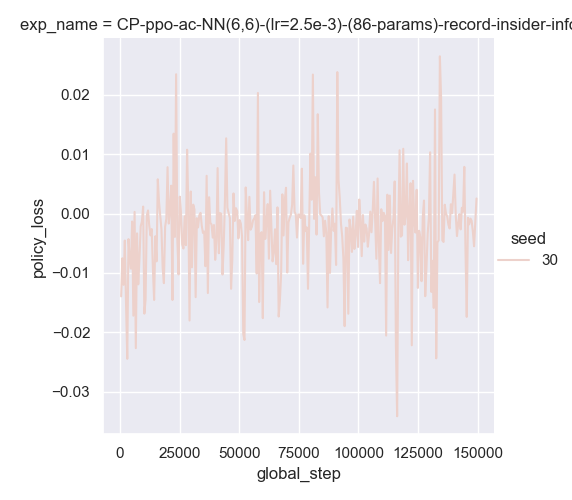 exp_name = CP-ppo-ac-NN(6,6)-(lr=2.5e-3)-(86-params)-record-insider-info
0.02
0.01
0.00
−0.01
−0.02
−0.03
policy_loss
seed
30
0 25000 50000 75000 100000 125000 150000
global_step